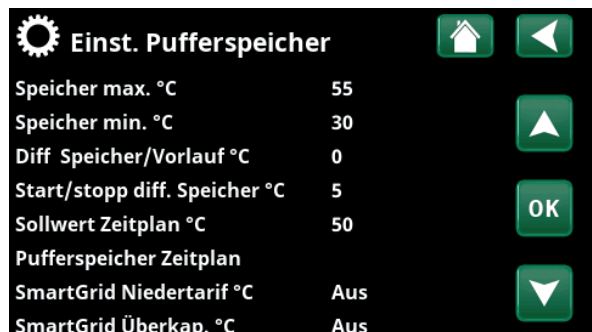 Einst. Pufferspeicher
Speicher max. °C 55
Speicher min. °C 30
Diff Speicher/Vorlauf °C 0
Start/stopp diff. Speicher °C 5
Sollwert Zeitplan °C 50
OK
Pufferspeicher Zeitplan
SmartGrid Niedertarif °C Aus
SmartGrid Überkap. °C Aus